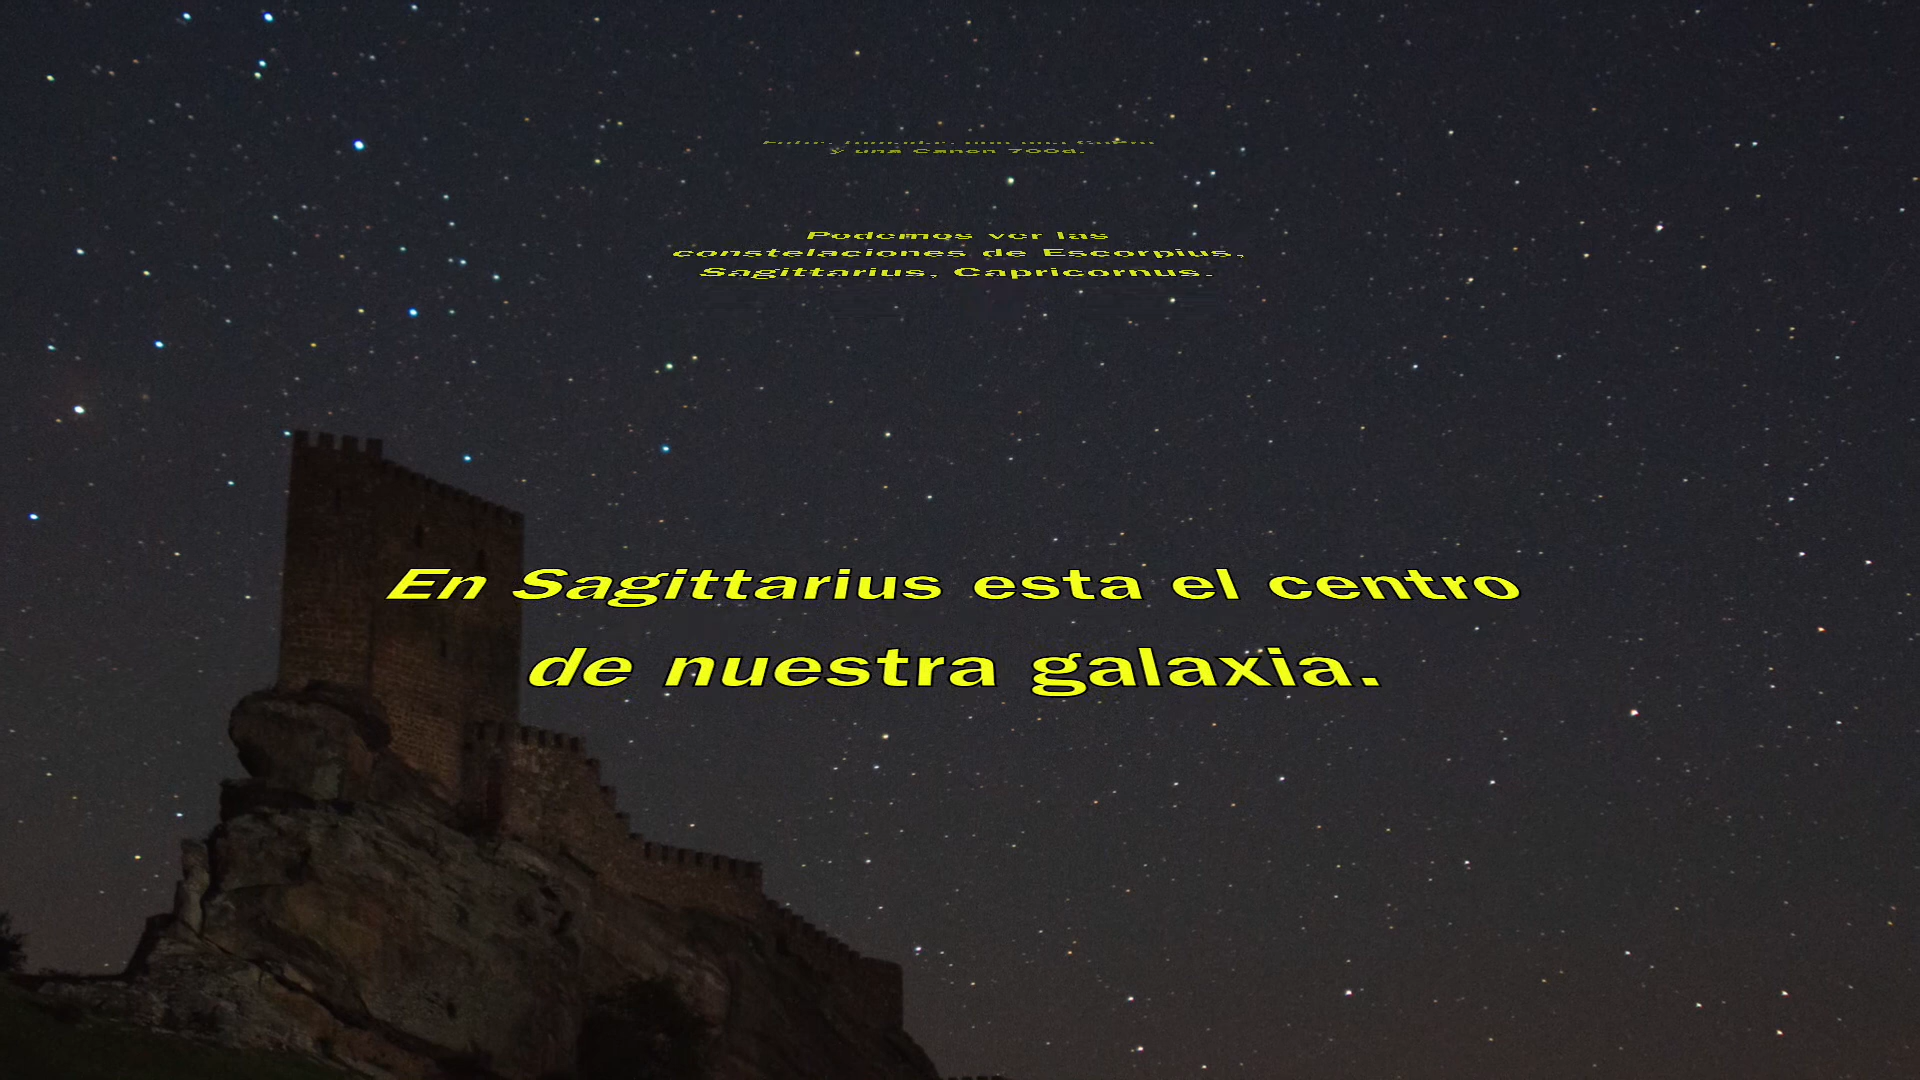 y una Canon 700d.
Podemos ver las
constelaciones de Escorpius,
Sagittarius, Capricornus.
En Sagittarius esta el centro
de nuestra galaxia.